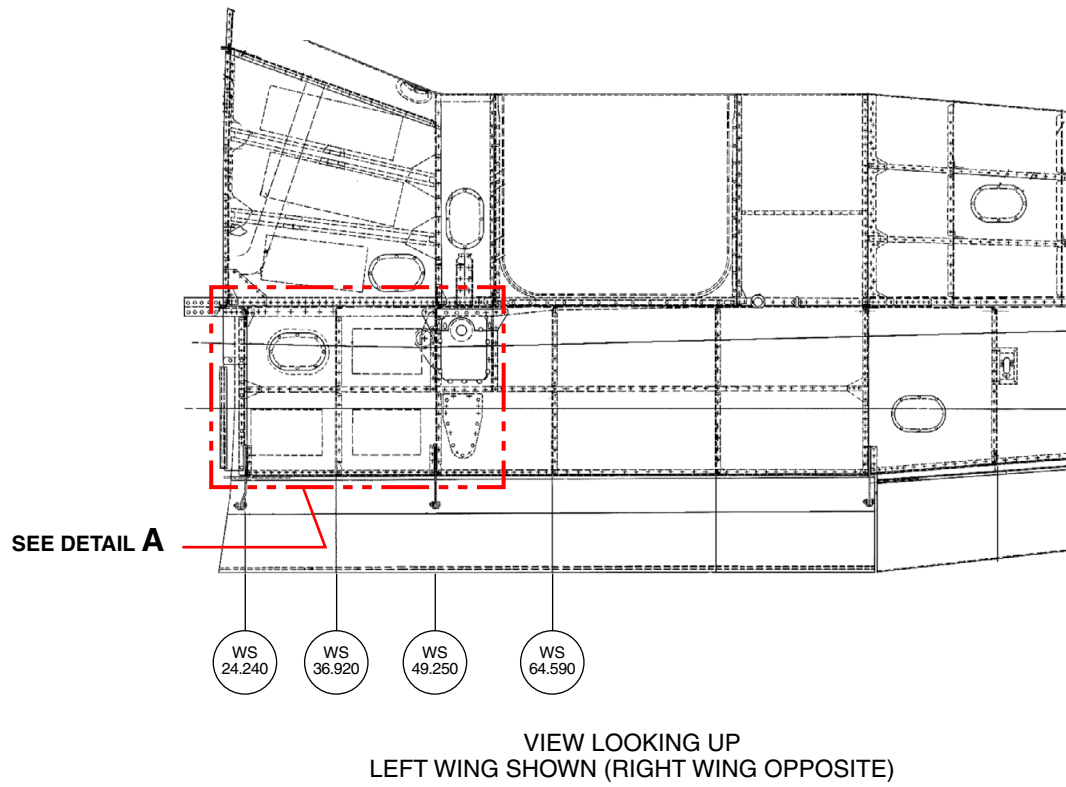 SEE DETAIL A
WS
24.240
WS
36.920
WS
49.250
WS
64.590
VIEW LOOKING UP
LEFT WING SHOWN (RIGHT WING OPPOSITE)